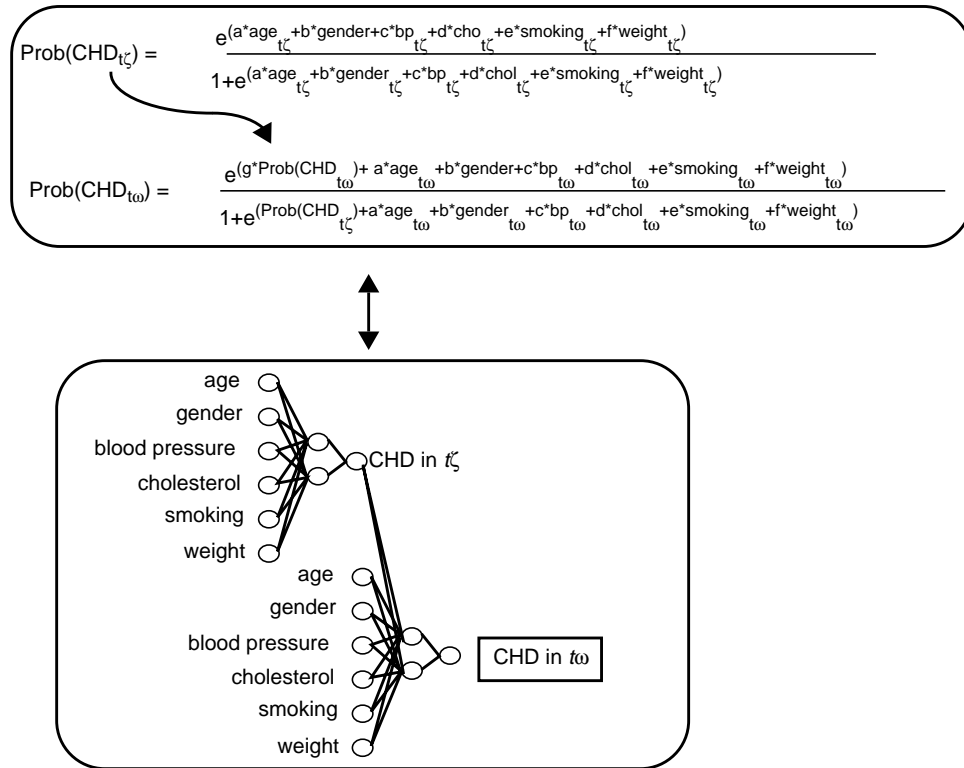 Prob(CHD_tζ) = e^(a*age_tζ+b*gender+c*bp_tζ+d*cho_tζ+e*smoking_tζ+f*weight_tζ)
1+e^(a*age_tζ+b*gender_tζ+c*bp_tζ+d*chol_tζ+e*smoking_tζ+f*weight_tζ)
Prob(CHD_tω) = e^(g*Prob(CHD_tω)+ a*age_tω+b*gender+c*bp_tω+d*chol_tω+e*smoking_tω+f*weight_tω)
1+e^(Prob(CHD_tζ)+a*age_tω+b*gender_tω+c*bp_tω+d*chol_tω+e*smoking_tω+f*weight_tω)
age
gender
blood pressure
CHD in tζ
cholesterol
smoking
weight
age
gender
blood pressure
CHD in tω
cholesterol
smoking
weight